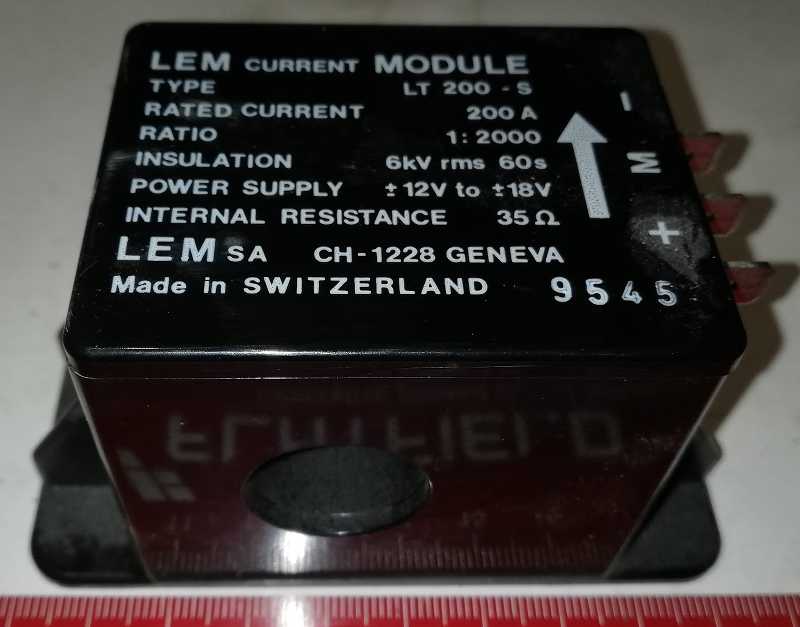 LEM CURRENT MODULE
TYPE LT 200 - S
RATED CURRENT 200 A
RATIO 1: 2000
INSULATION 6kV rms 60s
POWER SUPPLY ±12V to ±18V
INTERNAL RESISTANCE 35 Ω
LEM SA CH-1228 GENEVA
Made in SWITZERLAND 9545
−
M
+